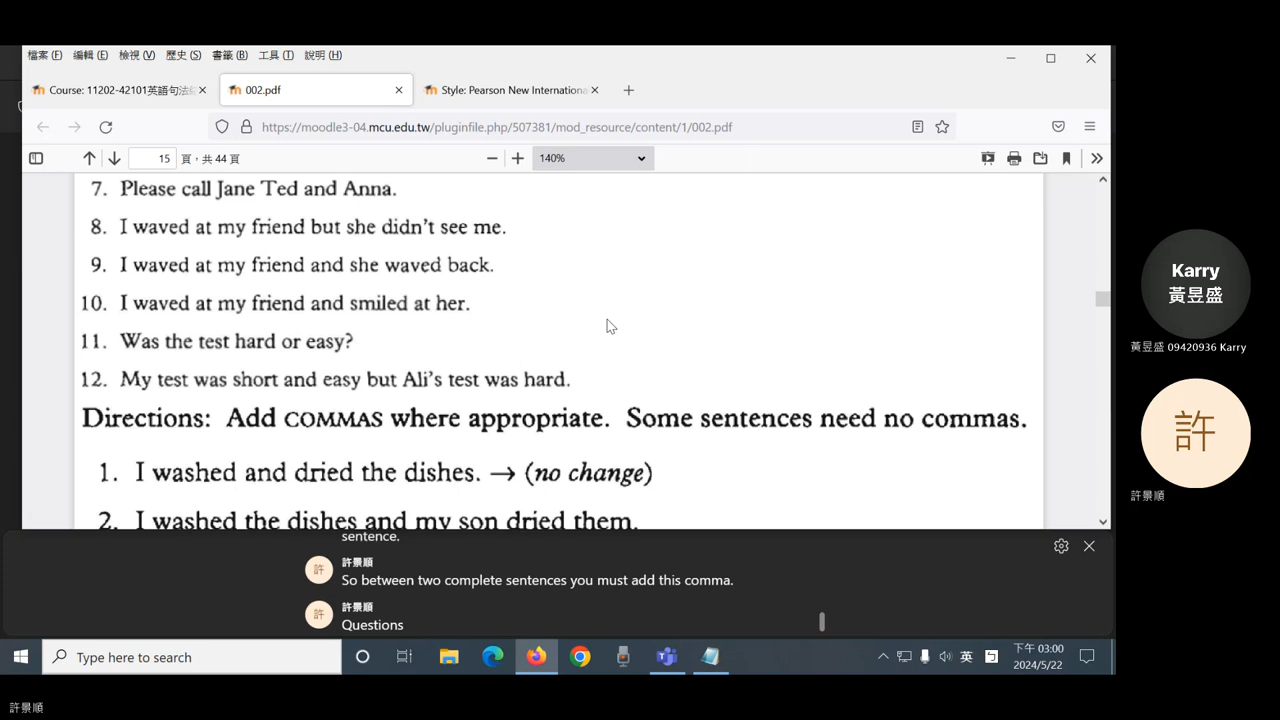 檔案 (F) 編輯 (E) 檢視 (V) 歷史 (S) 書籤 (B) 工具 (T) 說明 (H)
Course: 11202-42101英語句法
002.pdf
Style: Pearson New Internationa
https://moodle3-04.mcu.edu.tw/pluginfile.php/507381/mod_resource/content/1/002.pdf
15 頁，共 44 頁
140%
7. Please call Jane Ted and Anna.
8. I waved at my friend but she didn't see me.
9. I waved at my friend and she waved back.
10. I waved at my friend and smiled at her.
11. Was the test hard or easy?
12. My test was short and easy but Ali's test was hard.
Directions: Add COMMAS where appropriate. Some sentences need no commas.
1. I washed and dried the dishes. → (no change)
2. I washed the dishes and my son dried them.
sentence.
許
許景順
So between two complete sentences you must add this comma.
許
許景順
Questions
Karry
黃昱盛
黃昱盛 09420936 Karry
許
許景順
Type here to search
英
下午 03:00
2024/5/22
許景順